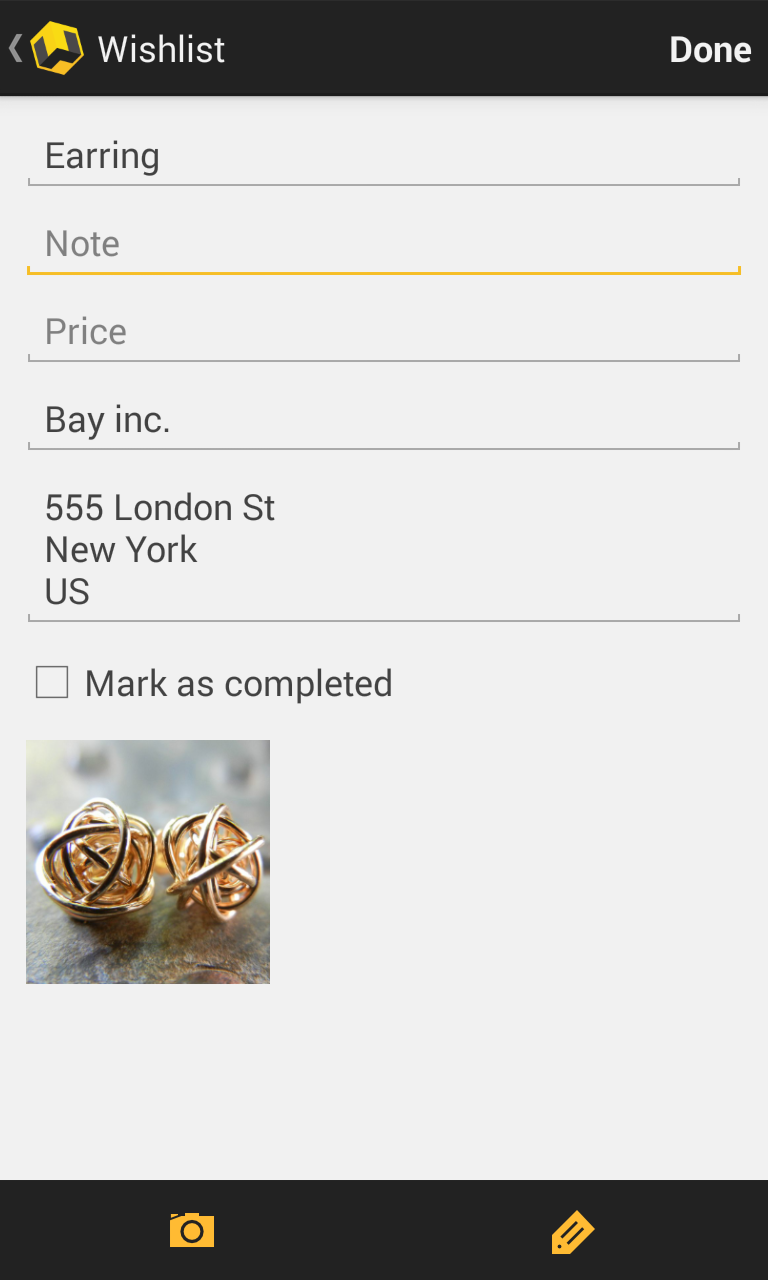 Wishlist
Done
Earring
Note
Price
Bay inc.
555 London St
New York
US
Mark as completed